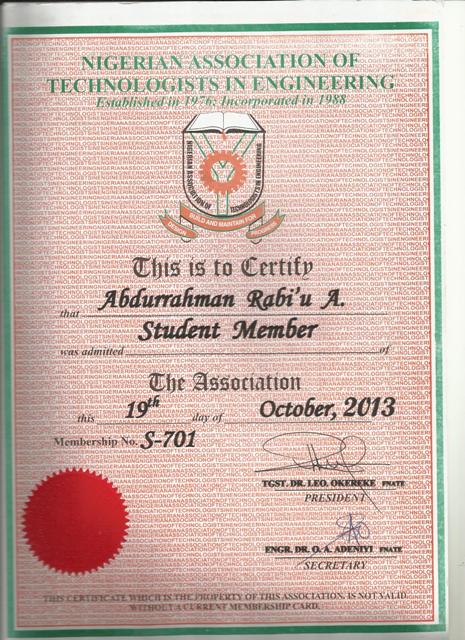 NIGERIAN ASSOCIATION OF
TECHNOLOGISTS IN ENGINEERING
Established in 1976; Incorporated in 1988
NIGERIAN ASSOCIATION OF TECHNOLOGISTS IN ENGINEERING
DESIGN BUILD AND MAINTAIN FOR
This is to Certify
that Abdurrahman Rabi'u A.
was admitted Student Member of
The Association
this 19th day of October, 2013
Membership No. S-701
TGST. DR. LEO. OKEREKE FNATE
PRESIDENT
ENGR. DR. O. A. ADENIYI FNATE
SECRETARY
THIS CERTIFICATE WHICH IS THE PROPERTY OF THIS ASSOCIATION, IS NOT VALID
WITHOUT A CURRENT MEMBERSHIP CARD.